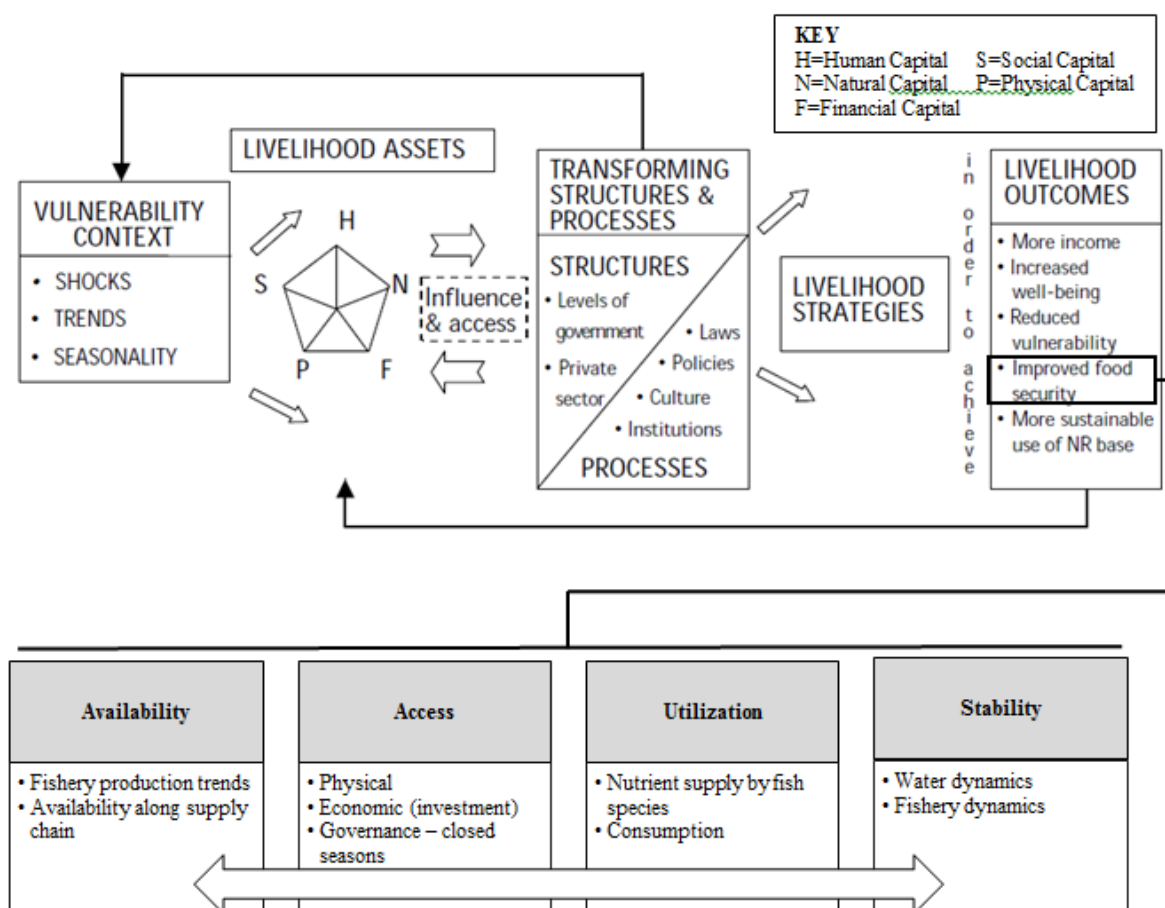 KEY
H=Human Capital S=Social Capital
N=Natural Capital P=Physical Capital
F=Financial Capital
LIVELIHOOD ASSETS
VULNERABILITY
CONTEXT
• SHOCKS
• TRENDS
• SEASONALITY
H
S
N
P
F
Influence
& access
TRANSFORMING
STRUCTURES &
PROCESSES
STRUCTURES
• Levels of
government
• Private
sector
• Laws
• Policies
• Culture
• Institutions
PROCESSES
LIVELIHOOD
STRATEGIES
in order to achieve
LIVELIHOOD
OUTCOMES
• More income
• Increased
well-being
• Reduced
vulnerability
• Improved food
security
• More sustainable
use of NR base
Availability
• Fishery production trends
• Availability along supply
chain
Access
• Physical
• Economic (investment)
• Governance – closed
seasons
Utilization
• Nutrient supply by fish
species
• Consumption
Stability
• Water dynamics
• Fishery dynamics